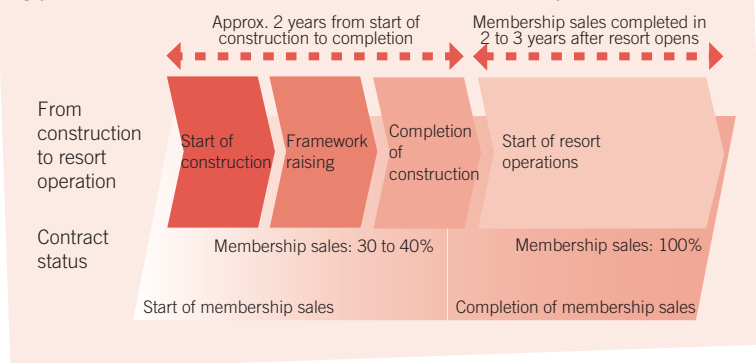 Approx. 2 years from start of
construction to completion
Membership sales completed in
2 to 3 years after resort opens
From
construction
to resort
operation
Start of
construction
Framework
raising
Completion
of
construction
Start of resort
operations
Contract
status
Membership sales: 30 to 40%
Membership sales: 100%
Start of membership sales
Completion of membership sales